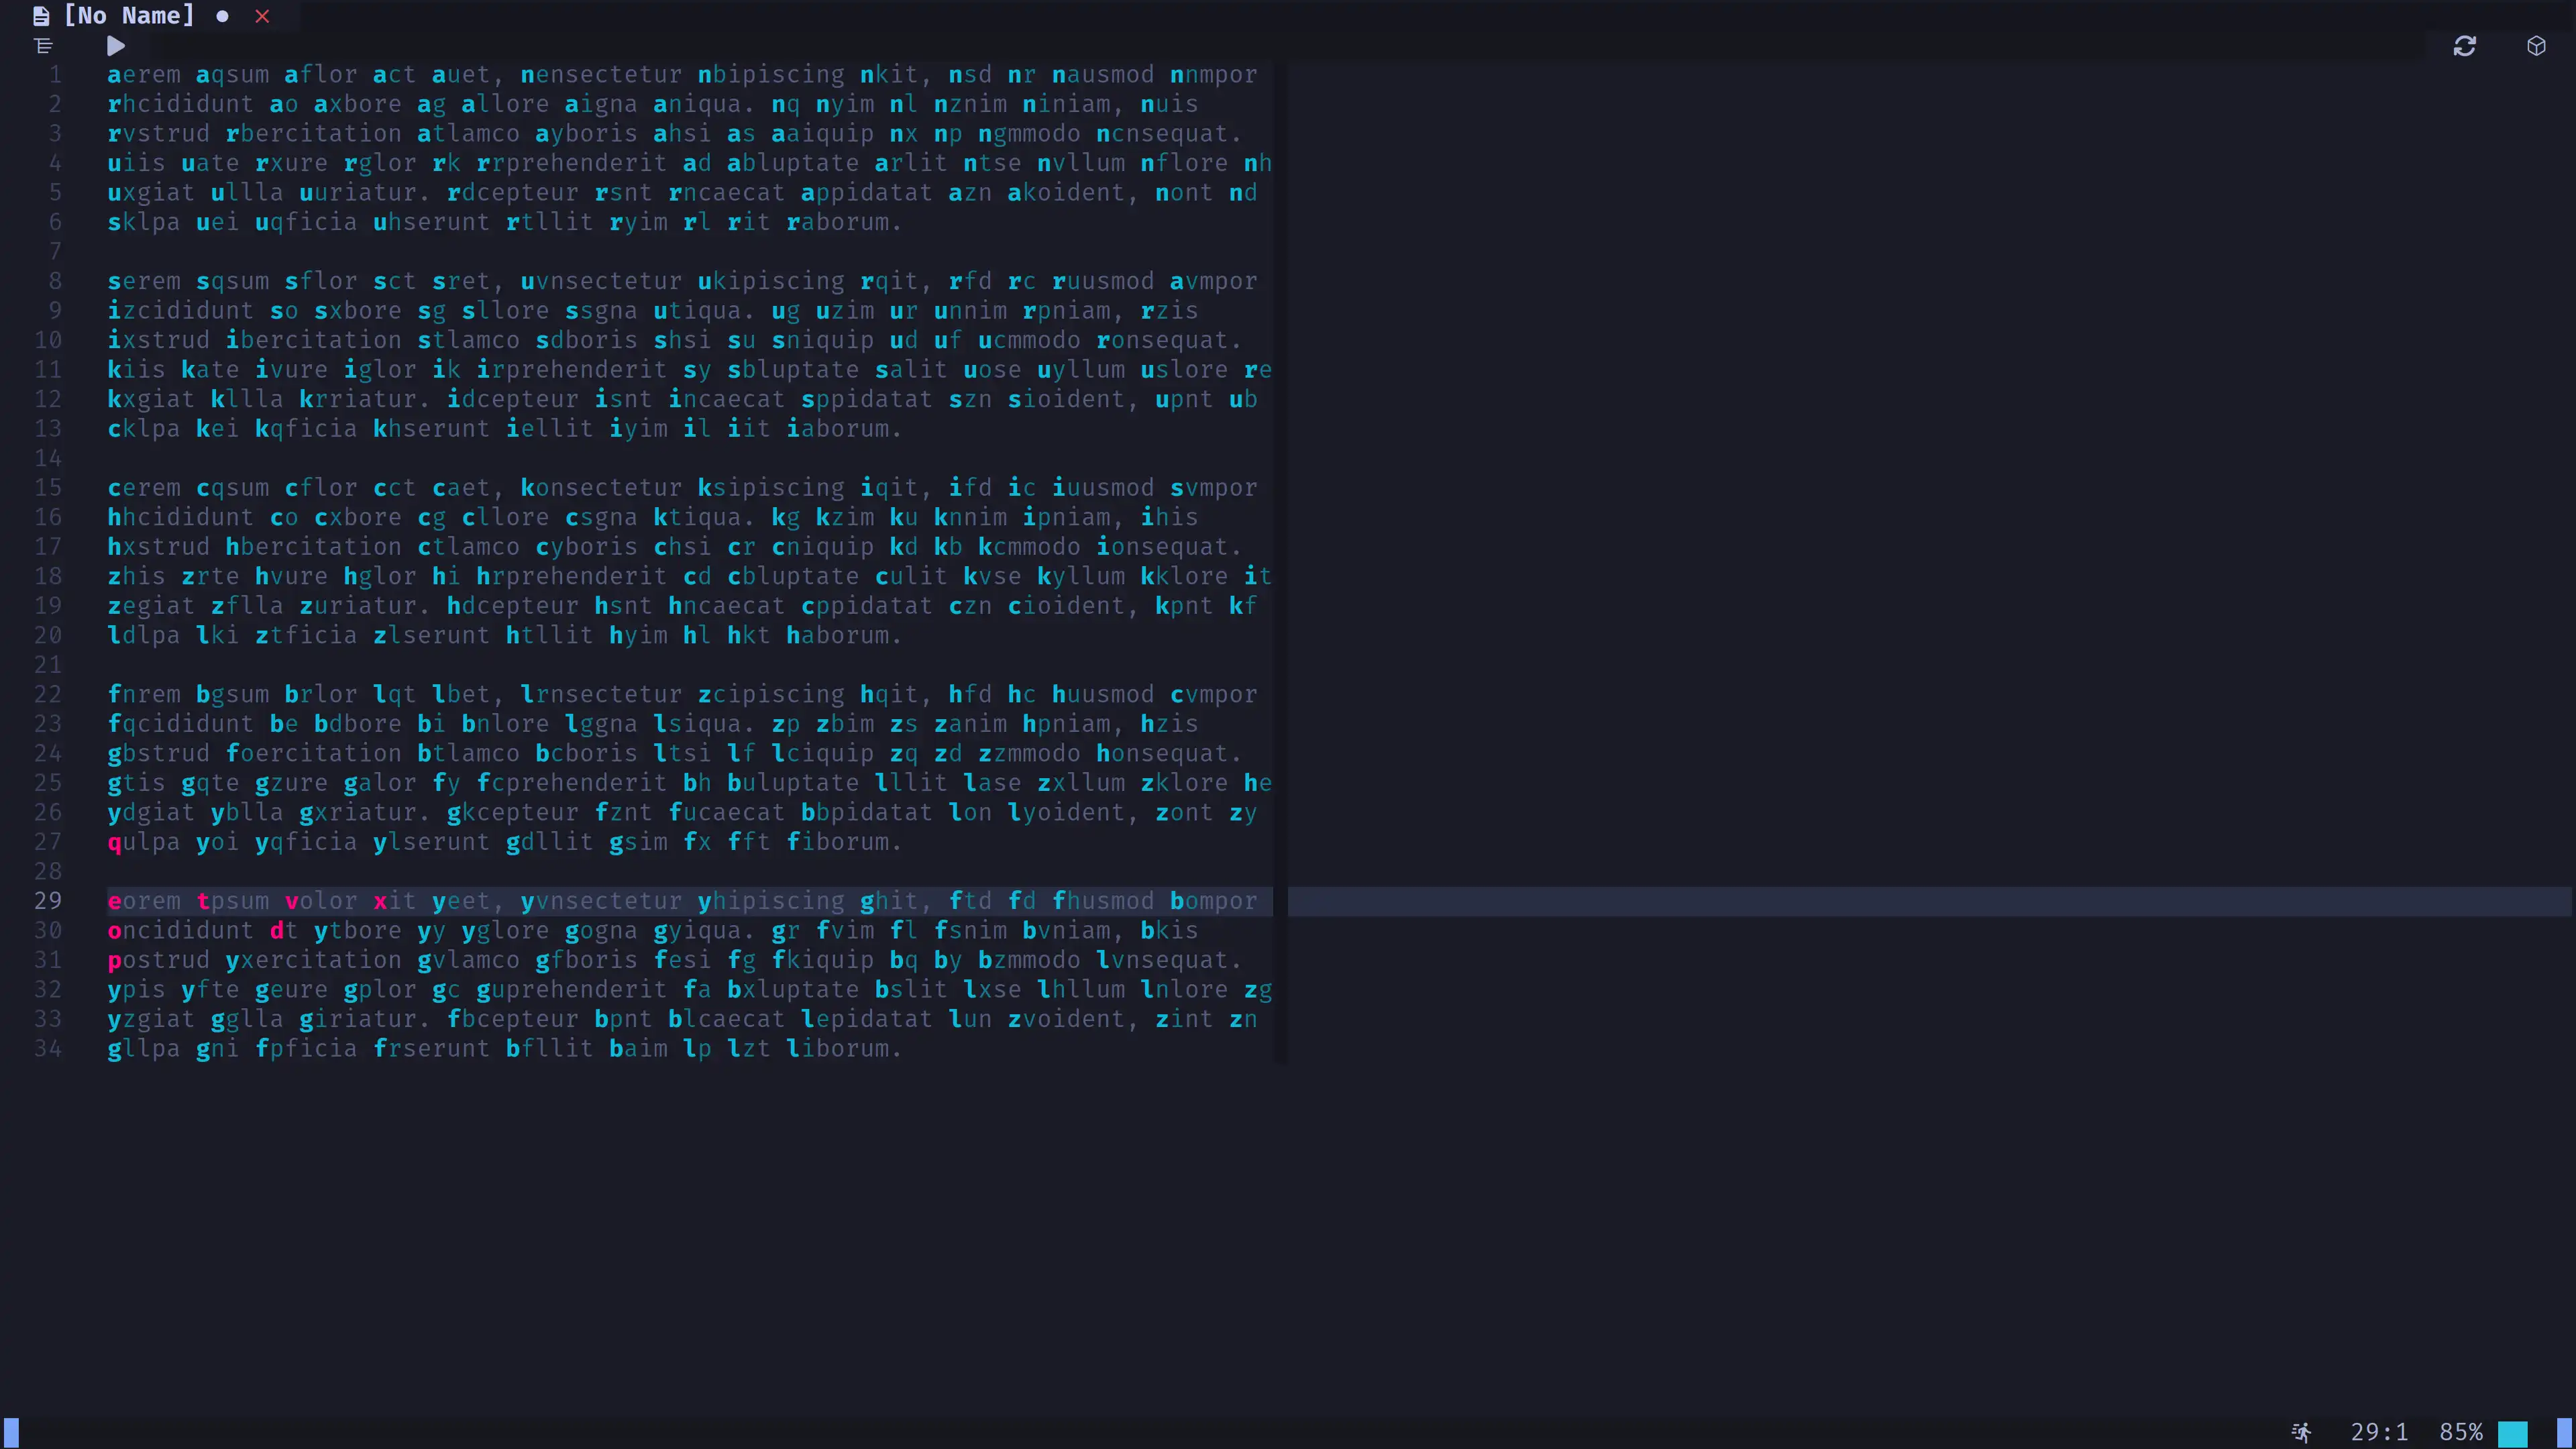 [No Name] ● ×
1 aerem aqsum aflor act auet, nensectetur nbipiscing nkit, nsd nr nausmod nnmpor
2 rhcididunt ao axbore ag allore aigna aniqua. nq nyim nl nznim niniam, nuis
3 rvstrud rbercitation atlamco ayboris ahsi as aaiquip nx np ngmmodo ncnsequat.
4 uiis uate rxure rglor rk rrprehenderit ad abluptate arlit ntse nvllum nflore nh
5 uxgiat ullla uuriatur. rdcepteur rsnt rncaecat appidatat azn akoident, nont nd
6 sklpa uei uqficia uhserunt rtllit ryim rl rit raborum.
7
8 serem sqsum sflor sct sret, uvnsectetur ukipiscing rqit, rfd rc ruusmod avmpor
9 izcididunt so sxbore sg sllore ssgna utiqua. ug uzim ur unnim rpniam, rzis
10 ixstrud ibercitation stlamco sdboris shsi su sniquip ud uf ucmmodo ronsequat.
11 kiis kate ivure iglor ik irprehenderit sy sbluptate salit uose uyllum uslore re
12 kxgiat kllla krriatur. idcepteur isnt incaecat sppidatat szn sioident, upnt ub
13 cklpa kei kqficia khserunt iellit iyim il iit iaborum.
14
15 cerem cqsum cflor cct caet, konsectetur ksipiscing iqit, ifd ic iuusmod svmpor
16 hhcididunt co cxbore cg cllore csgna ktiqua. kg kzim ku knnim ipniam, ihis
17 hxstrud hbercitation ctlamco cyboris chsi cr cniquip kd kb kcmmodo ionsequat.
18 zhis zrte hvure hglor hi hrprehenderit cd cbluptate culit kvse kyllum kklore it
19 zegiat zflla zuriatur. hdcepteur hsnt hncaecat cppidatat czn cioident, kpnt kf
20 ldlpa lki ztficia zlserunt htllit hyim hl hkt haborum.
21
22 fnrem bgsum brlor lqt lbet, lrnsectetur zcipiscing hqit, hfd hc huusmod cvmpor
23 fqcididunt be bdbore bi bnlore lggna lsiqua. zp zbim zs zanim hpniam, hzis
24 gbstrud foercitation btlamco bcboris ltsi lf lciquip zq zd zzmmodo honsequat.
25 gtis gqte gzure galor fy fcprehenderit bh buluptate lllit lase zxllum zklore he
26 ydgiat yblla gxriatur. gkcepteur fznt fucaecat bbpidatat lon lyoident, zont zy
27 qulpa yoi yqficia ylserunt gdllit gsim fx fft fiborum.
28
29 eorem tpsum volor xit yeet, yvnsectetur yhipiscing ghit, ftd fd fhusmod bompor
30 oncididunt dt ytbore yy yglore gogna gyiqua. gr fvim fl fsnim bvniam, bkis
31 postrud yxercitation gvlamco gfboris fesi fg fkiquip bq by bzmmodo lvnsequat.
32 ypis yfte geure gplor gc guprehenderit fa bxluptate bslit lxse lhllum lnlore zg
33 yzgiat gglla giriatur. fbcepteur bpnt blcaecat lepidatat lun zvoident, zint zn
34 gllpa gni fpficia frserunt bfllit baim lp lzt liborum.
29:1 85%